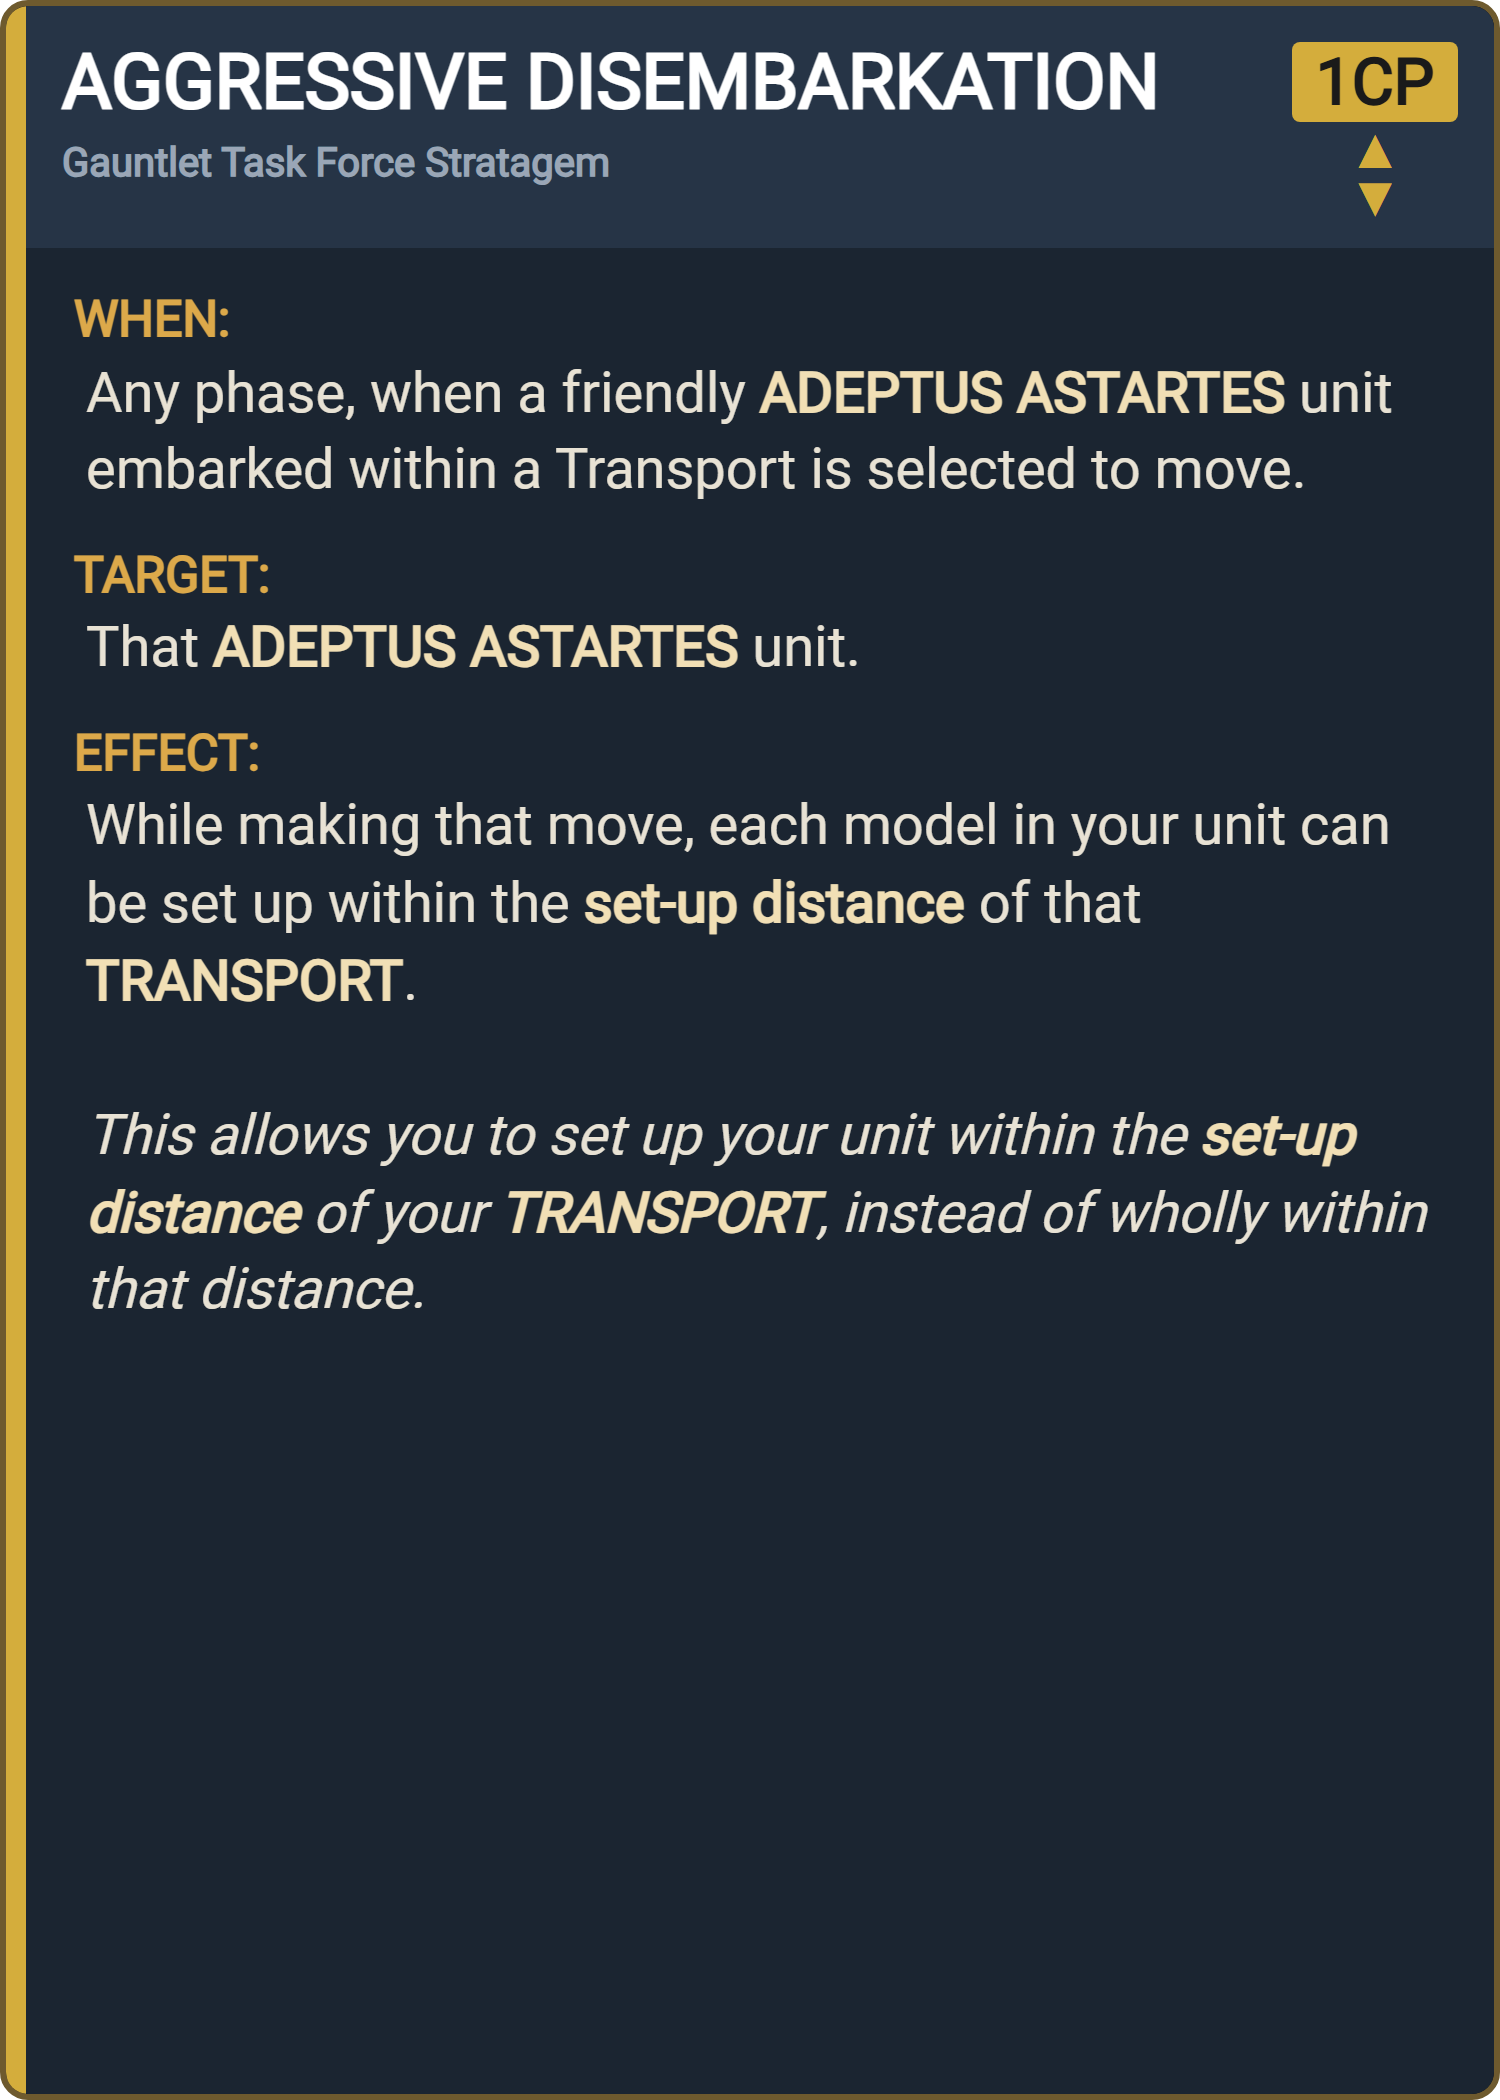 AGGRESSIVE DISEMBARKATION
1CP
Gauntlet Task Force Stratagem
▲
▼
WHEN:
Any phase, when a friendly ADEPTUS ASTARTES unit
embarked within a Transport is selected to move.
TARGET:
That ADEPTUS ASTARTES unit.
EFFECT:
While making that move, each model in your unit can
be set up within the set-up distance of that
TRANSPORT.
This allows you to set up your unit within the set-up
distance of your TRANSPORT, instead of wholly within
that distance.